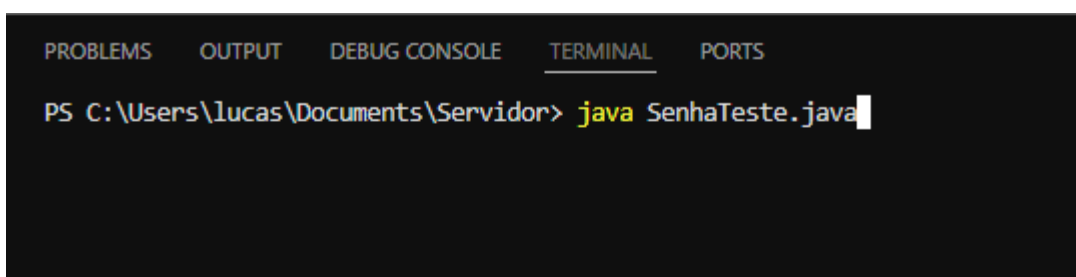 PROBLEMS OUTPUT DEBUG CONSOLE TERMINAL PORTS
PS C:\Users\lucas\Documents\Servidor> java SenhaTeste.java